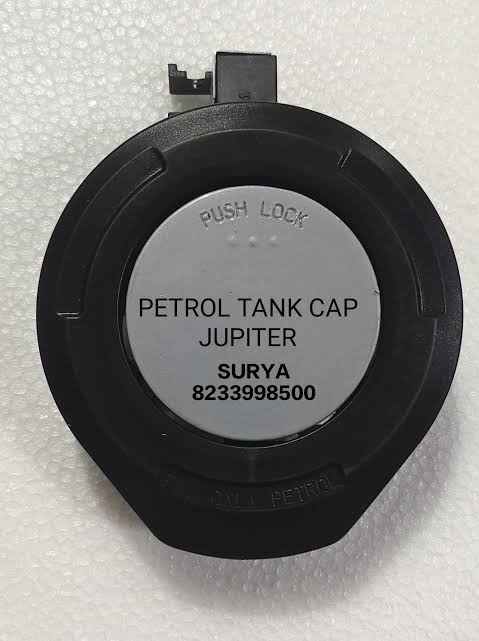 PUSH LOCK
PETROL TANK CAP
JUPITER
SURYA
8233998500
ONLY PETROL